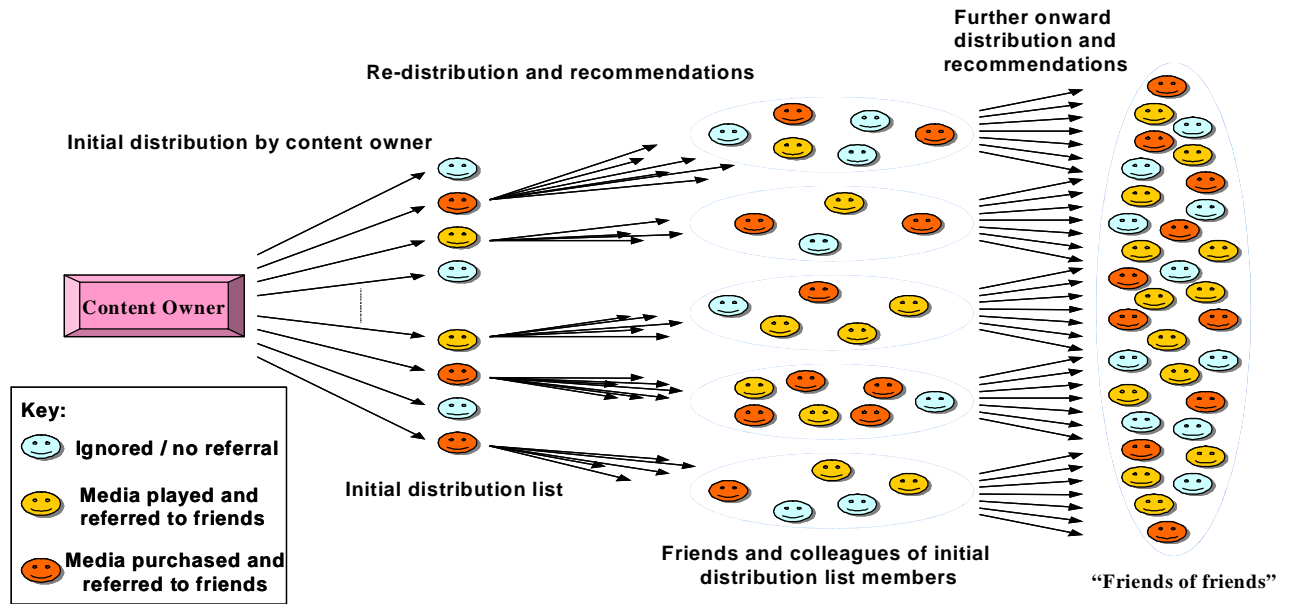 Further onward
distribution and
recommendations
Re-distribution and recommendations
Initial distribution by content owner
Content Owner
Key:
Ignored / no referral
Media played and
referred to friends
Media purchased and
referred to friends
Initial distribution list
Friends and colleagues of initial
distribution list members
“Friends of friends”